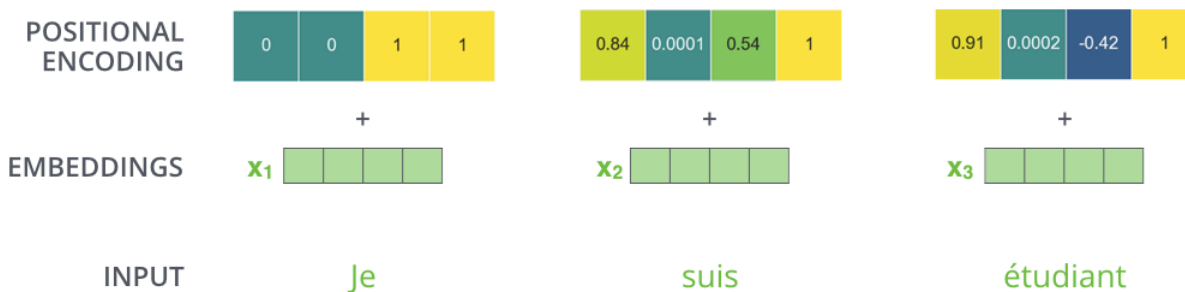 POSITIONAL ENCODING
0 0 1 1
0.84 0.0001 0.54 1
0.91 0.0002 -0.42 1
+ + +
EMBEDDINGS x1 x2 x3
INPUT Je suis étudiant